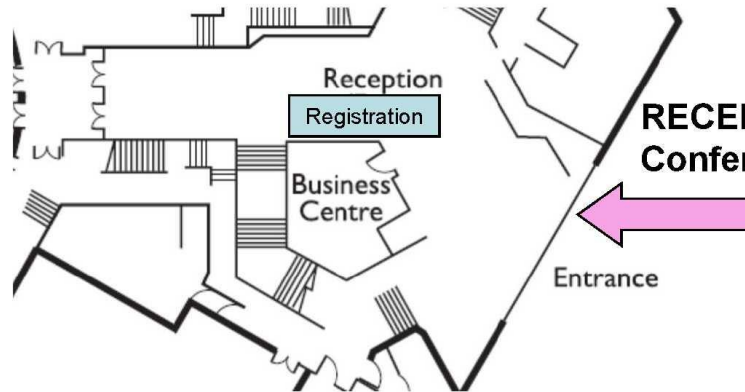 Reception
Registration
Business
Centre
Entrance